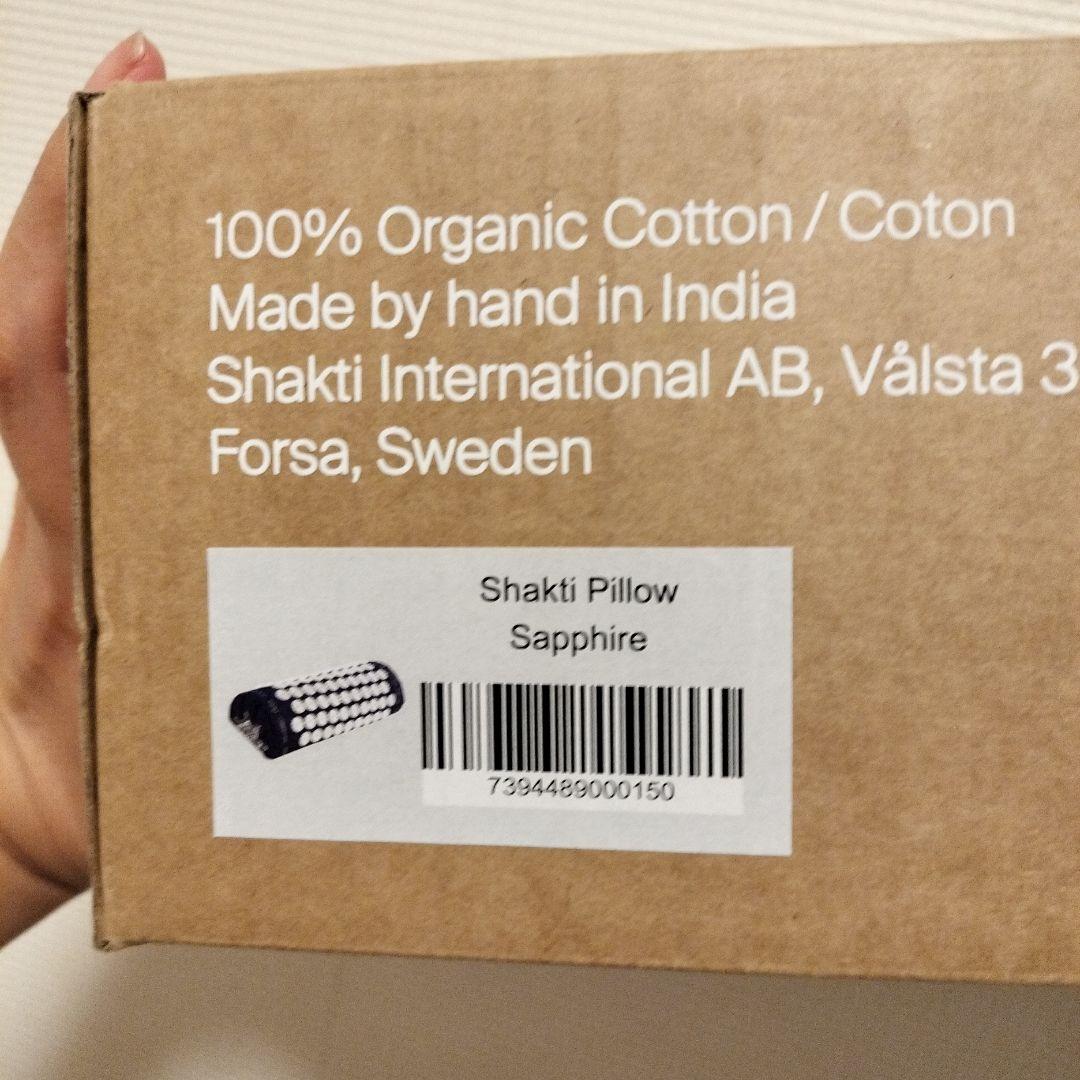 100% Organic Cotton / Coton
Made by hand in India
Shakti International AB, Vålsta 3
Forsa, Sweden
Shakti Pillow
Sapphire
7394489000150